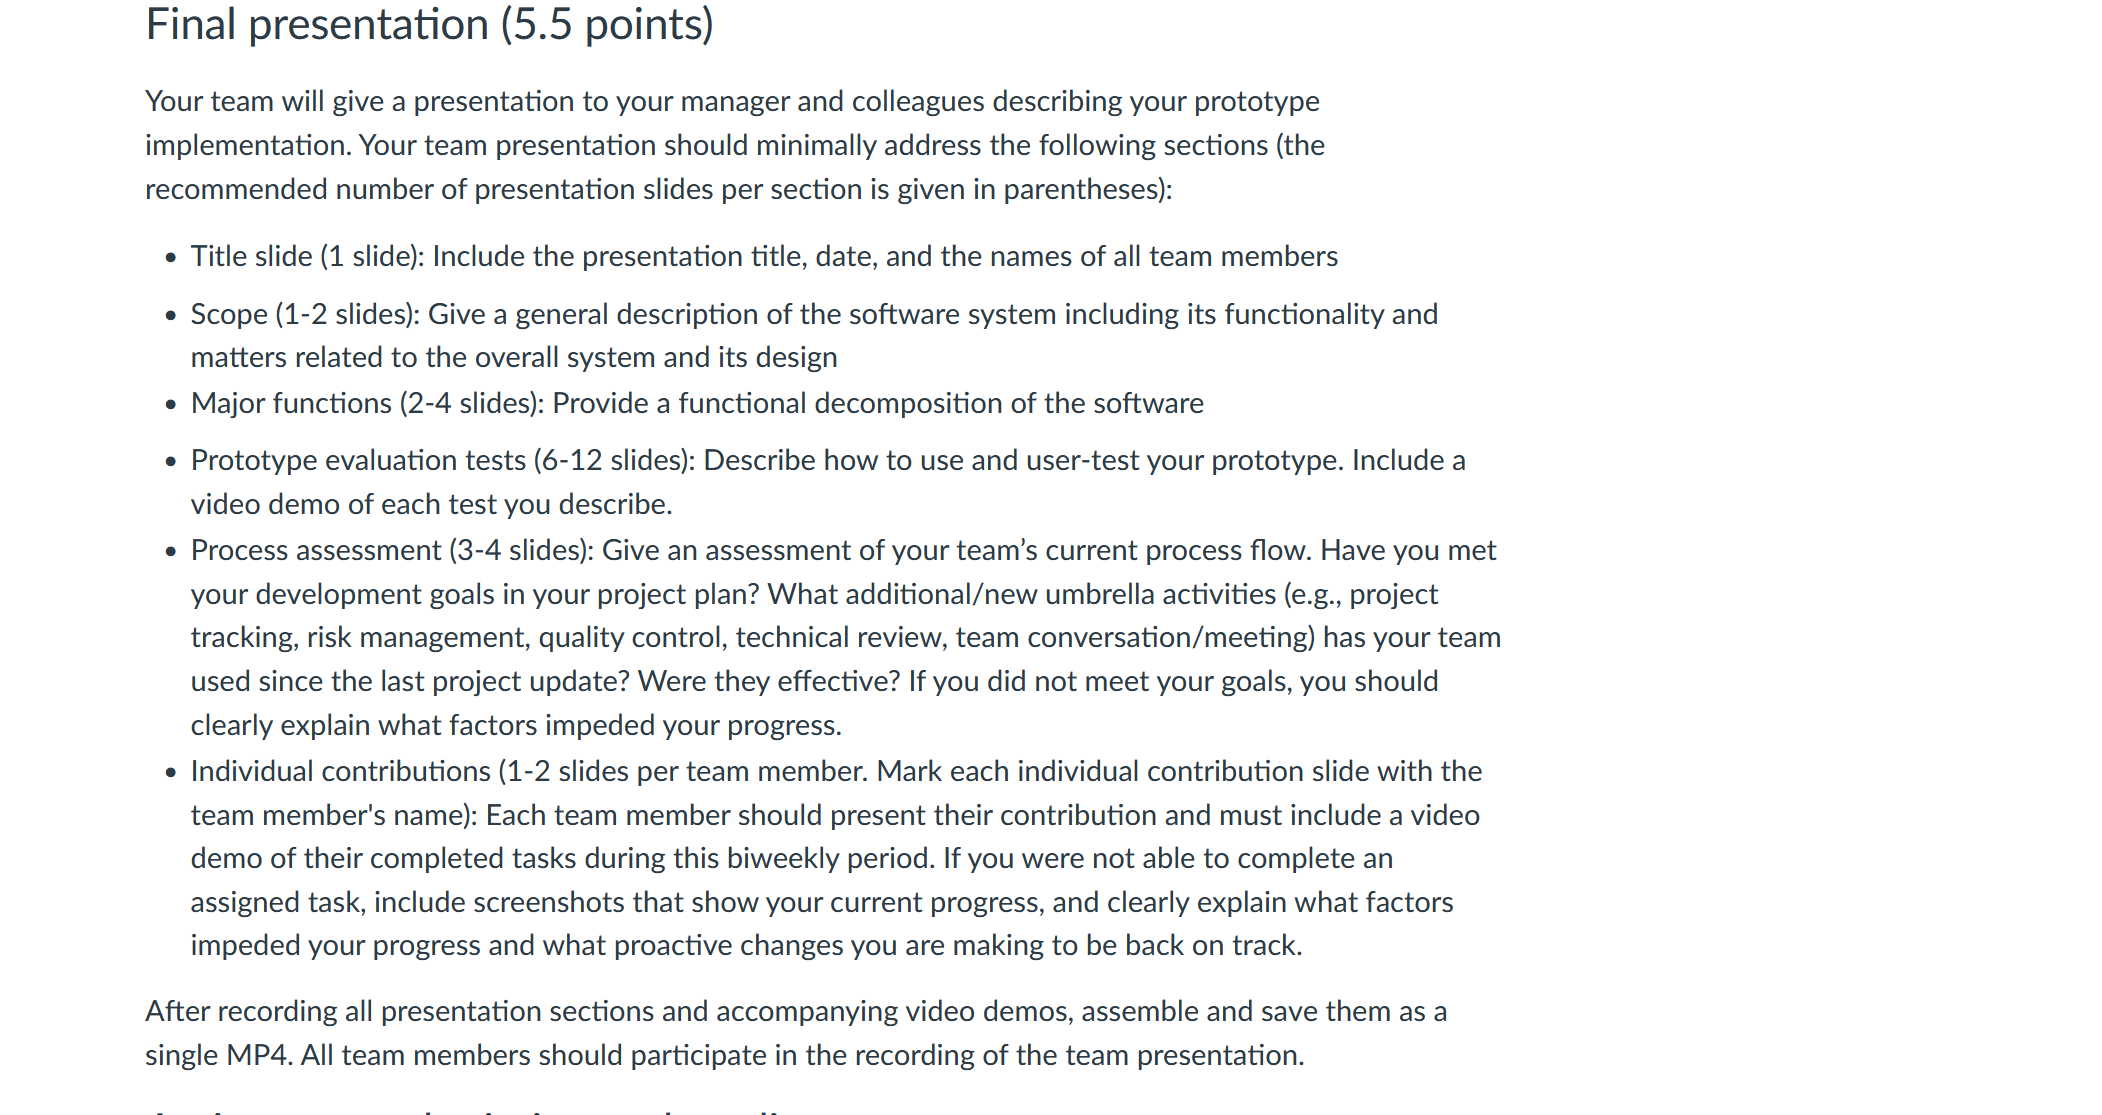 Final presentation (5.5 points)
Your team will give a presentation to your manager and colleagues describing your prototype
implementation. Your team presentation should minimally address the following sections (the
recommended number of presentation slides per section is given in parentheses):
• Title slide (1 slide): Include the presentation title, date, and the names of all team members
• Scope (1-2 slides): Give a general description of the software system including its functionality and
matters related to the overall system and its design
• Major functions (2-4 slides): Provide a functional decomposition of the software
• Prototype evaluation tests (6-12 slides): Describe how to use and user-test your prototype. Include a
video demo of each test you describe.
• Process assessment (3-4 slides): Give an assessment of your team’s current process flow. Have you met
your development goals in your project plan? What additional/new umbrella activities (e.g., project
tracking, risk management, quality control, technical review, team conversation/meeting) has your team
used since the last project update? Were they effective? If you did not meet your goals, you should
clearly explain what factors impeded your progress.
• Individual contributions (1-2 slides per team member. Mark each individual contribution slide with the
team member's name): Each team member should present their contribution and must include a video
demo of their completed tasks during this biweekly period. If you were not able to complete an
assigned task, include screenshots that show your current progress, and clearly explain what factors
impeded your progress and what proactive changes you are making to be back on track.
After recording all presentation sections and accompanying video demos, assemble and save them as a
single MP4. All team members should participate in the recording of the team presentation.